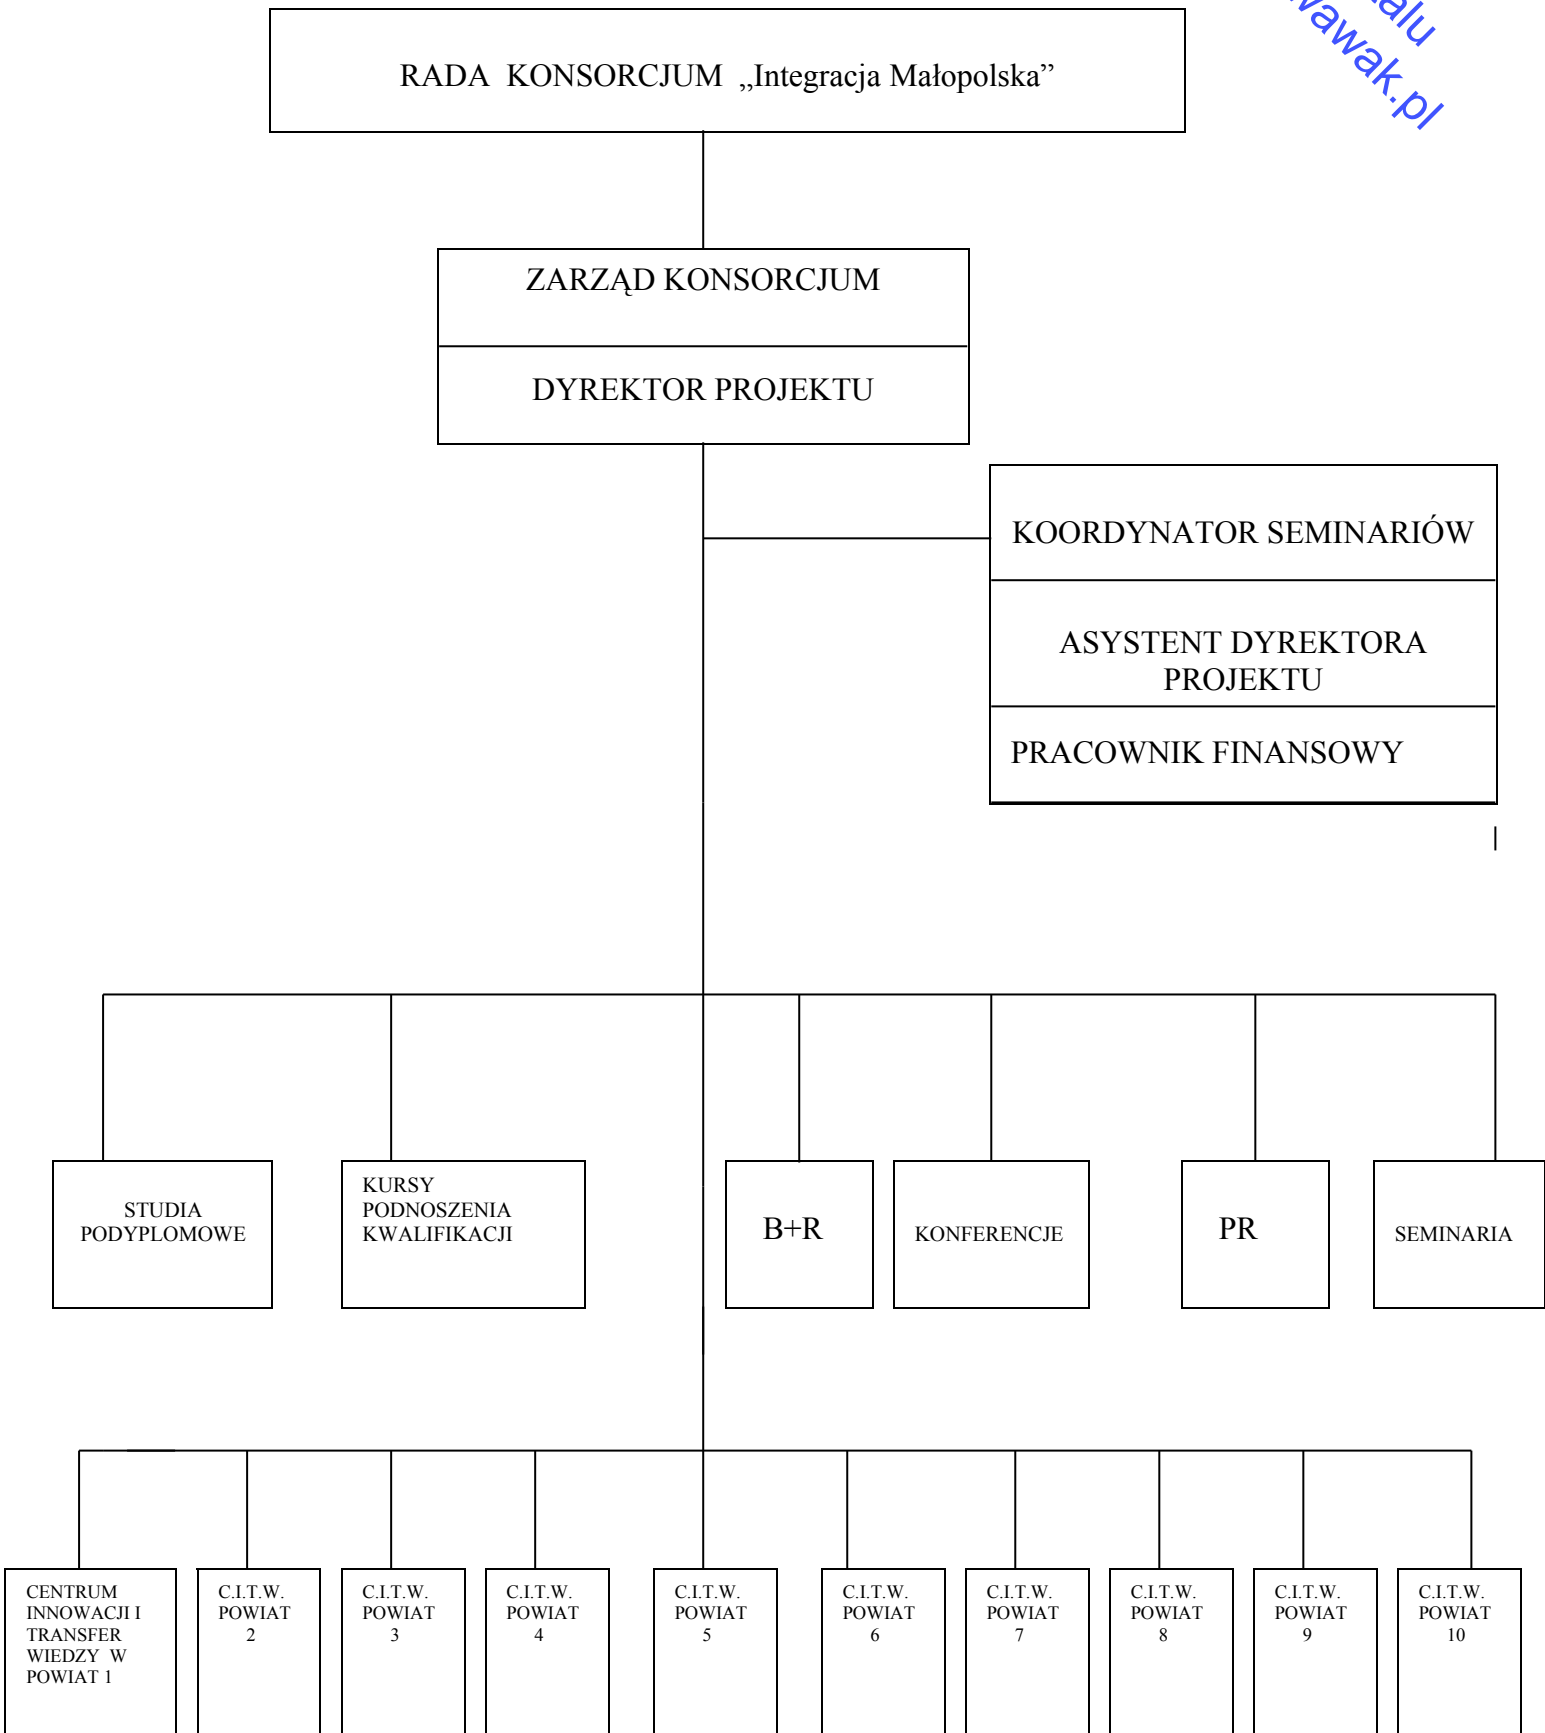 wawak.pl
RADA KONSORCJUM „Integracja Małopolska”
ZARZĄD KONSORCJUM
DYREKTOR PROJEKTU
KOORDYNATOR SEMINARIÓW
ASYSTENT DYREKTORA
PROJEKTU
PRACOWNIK FINANSOWY
STUDIA
PODYPLOMOWE
KURSY
PODNOSZENIA
KWALIFIKACJI
B+R
KONFERENCJE
PR
SEMINARIA
CENTRUM
INNOWACJI I
TRANSFER
WIEDZY W
POWIAT 1
C.I.T.W.
POWIAT
2
C.I.T.W.
POWIAT
3
C.I.T.W.
POWIAT
4
C.I.T.W.
POWIAT
5
C.I.T.W.
POWIAT
6
C.I.T.W.
POWIAT
7
C.I.T.W.
POWIAT
8
C.I.T.W.
POWIAT
9
C.I.T.W.
POWIAT
10